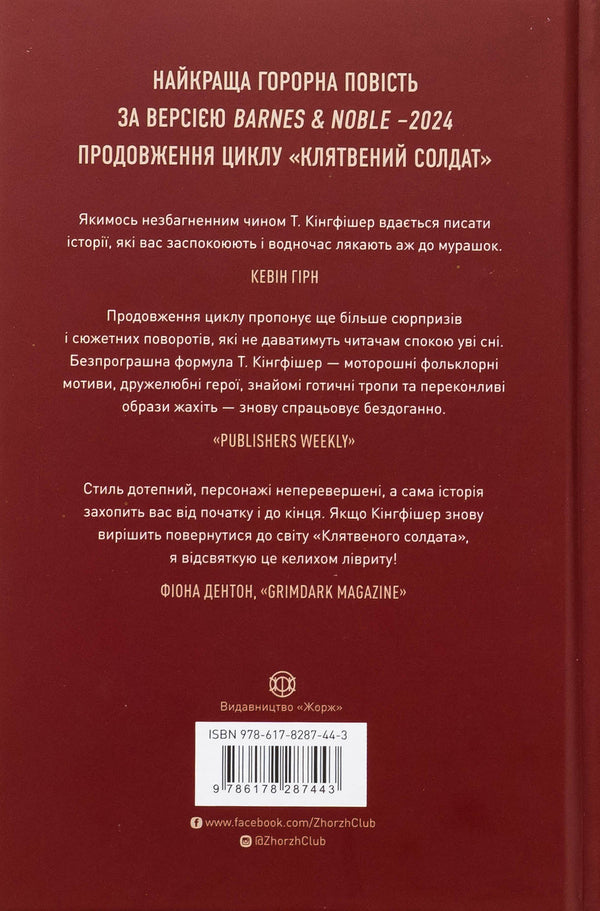 НАЙКРАЩА ГОРОРНА ПОВІСТЬ
ЗА ВЕРСІЄЮ BARNES & NOBLE –2024
ПРОДОВЖЕННЯ ЦИКЛУ «КЛЯТВЕНИЙ СОЛДАТ»
Якимось незбагненним чином Т. Кінгфішер вдається писати
історії, які вас заспокоюють і водночас лякають аж до мурашок.
КЕВІН ГІРН
Продовження циклу пропонує ще більше сюрпризів
і сюжетних поворотів, які не даватимуть читачам спокою уві сні.
Безпрограшна формула Т. Кінгфішер — моторошні фольклорні
мотиви, дружелюбні герої, знайомі готичні тропи та переконливі
образи жахіть — знову спрацьовує бездоганно.
«PUBLISHERS WEEKLY»
Стиль дотепний, персонажі неперевершені, а сама історія
захопить вас від початку і до кінця. Якщо Кінгфішер знову
вирішить повернутися до світу «Клятвеного солдата»,
я відсвяткую це келихом лівриту!
ФІОНА ДЕНТОН, «GRIMDARK MAGAZINE»
Видавництво «Жорж»
ISBN 978-617-8287-44-3
9 786178 287443
www.facebook.com/ZhorzhClub
@ZhorzhClub